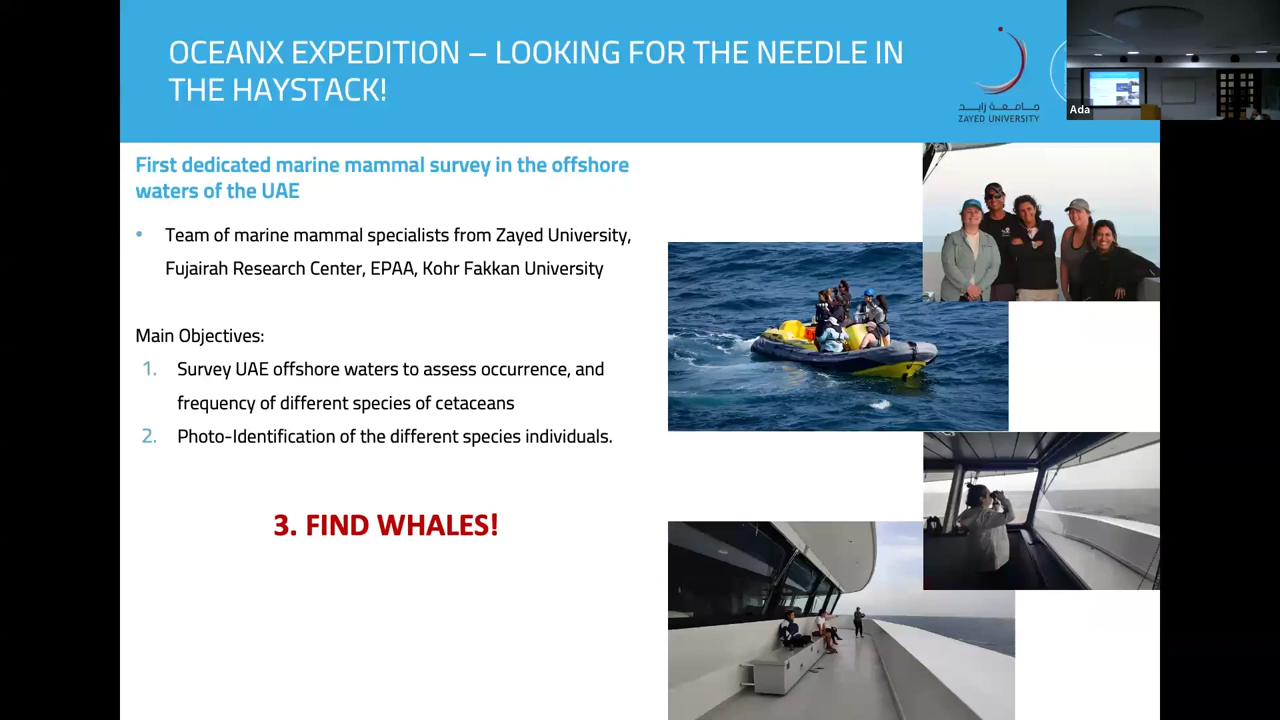 OCEANX EXPEDITION – LOOKING FOR THE NEEDLE IN
THE HAYSTACK!
جامعة زايد
ZAYED UNIVERSITY
Ada
First dedicated marine mammal survey in the offshore
waters of the UAE
• Team of marine mammal specialists from Zayed University,
Fujairah Research Center, EPAA, Kohr Fakkan University
Main Objectives:
1. Survey UAE offshore waters to assess occurrence, and
frequency of different species of cetaceans
2. Photo-Identification of the different species individuals.
3. FIND WHALES!